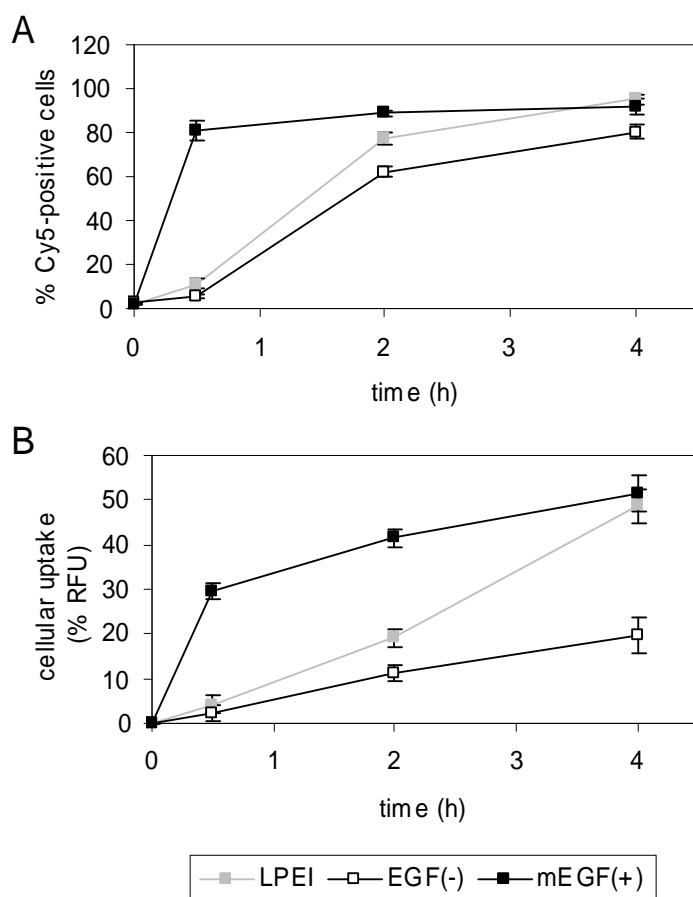 A
% Cy5-positive cells
120
100
80
60
40
20
0
0 1 2 3 4
time (h)
B
cellular uptake
(% RFU)
60
50
40
30
20
10
0
0 1 2 3 4
time (h)
LPEI EGF(-) mEGF(+)